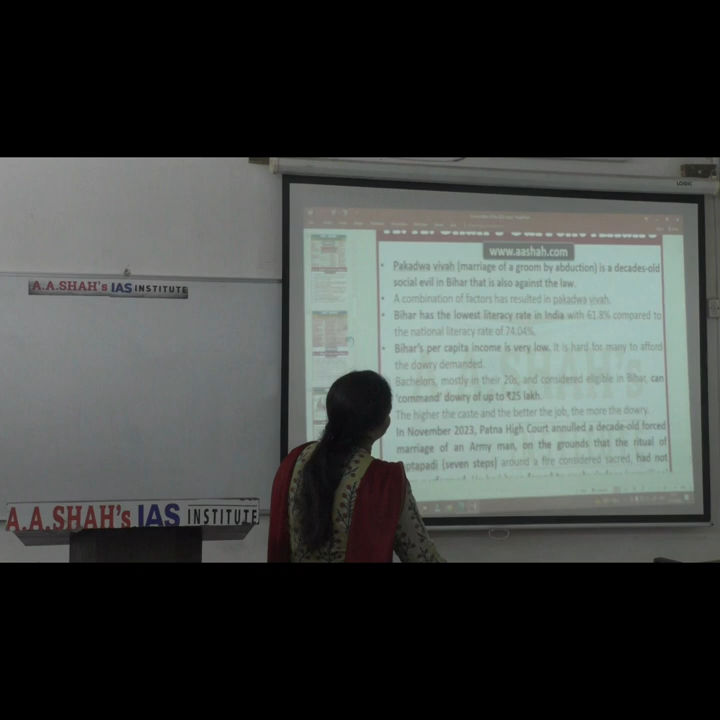 LOGIC
www.aashah.com
• Pakadwa vivah (marriage of a groom by abduction) is a decades-old
social evil in Bihar that is also against the law.
• A combination of factors has resulted in pakadwa vivah.
• Bihar has the lowest literacy rate in India with 61.8% compared to
the national literacy rate of 74.04%.
• Bihar's per capita income is very low. It is hard for many to afford
the dowry demanded.
Bachelors, mostly in their 20s, and considered eligible in Bihar, can
'command' dowry of up to ₹25 lakh.
The higher the caste and the better the job, the more the dowry.
In November 2023, Patna High Court annulled a decade-old forced
marriage of an Army man, on the grounds that the ritual of
ptapadi (seven steps) around a fire considered sacred, had not
A.A.SHAH's IAS INSTITUTE
A.A.SHAH's IAS INSTITUTE